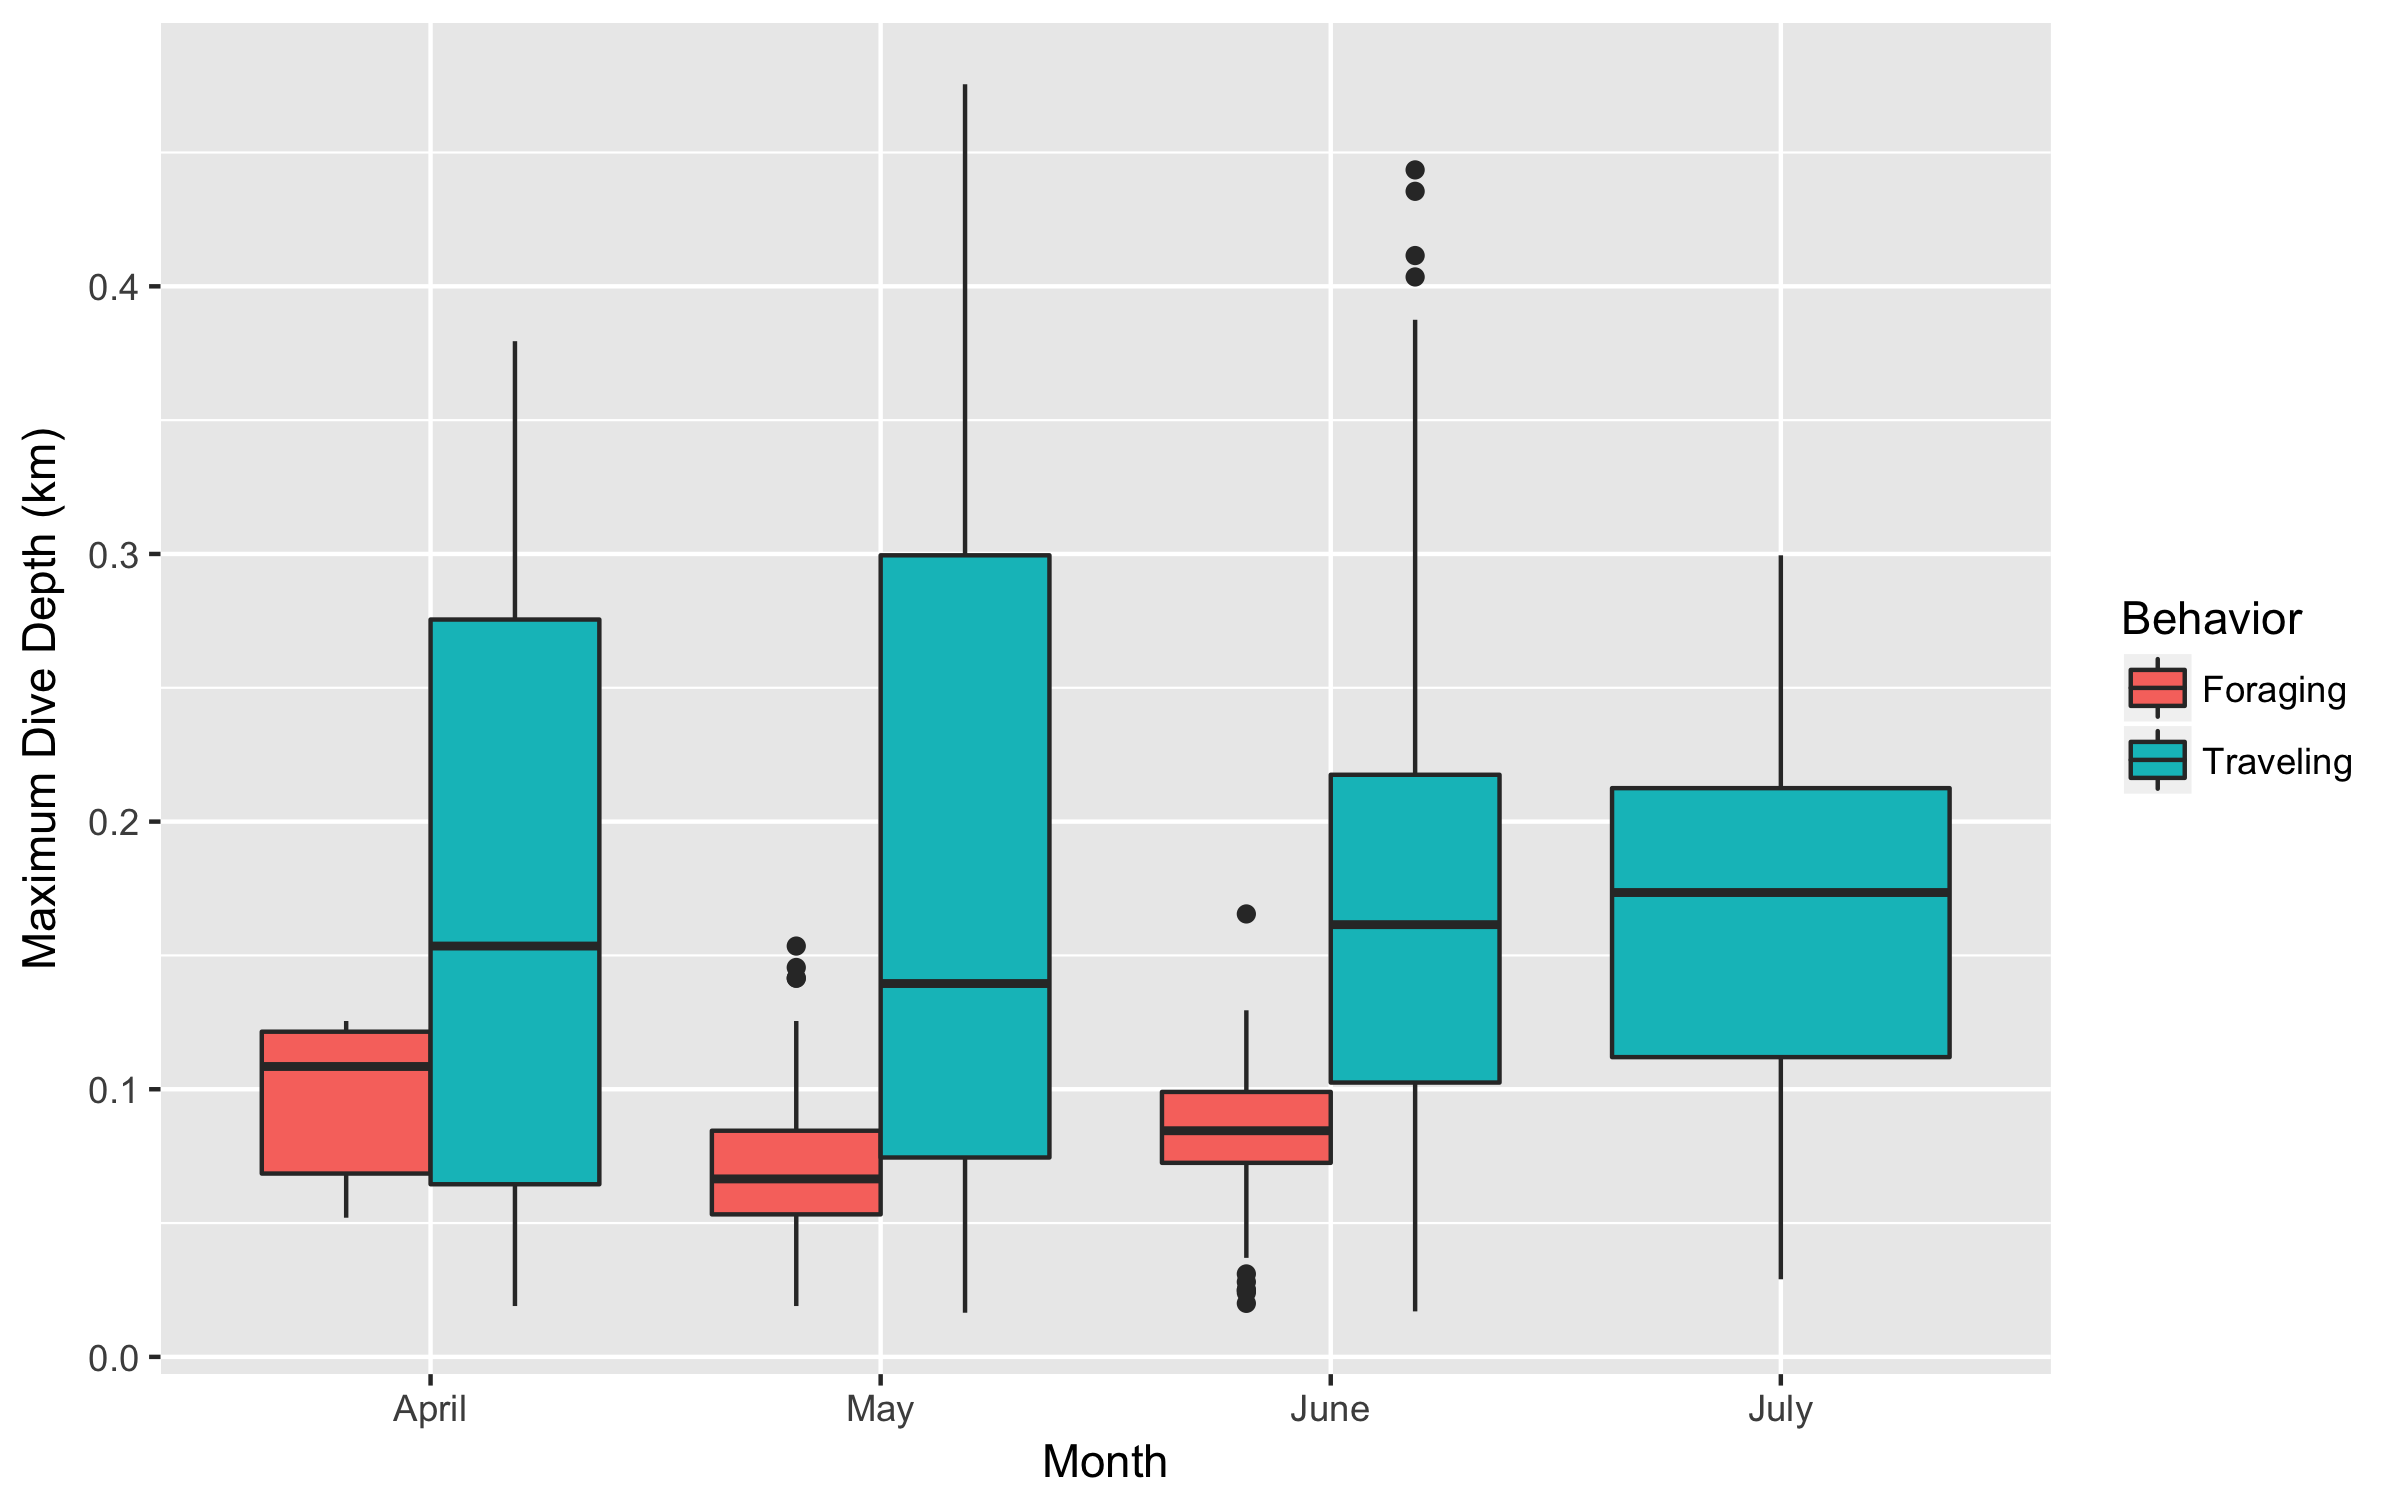 Maximum Dive Depth (km)
0.4
0.3
0.2
0.1
0.0
April
May
June
July
Month
Behavior
Foraging
Traveling